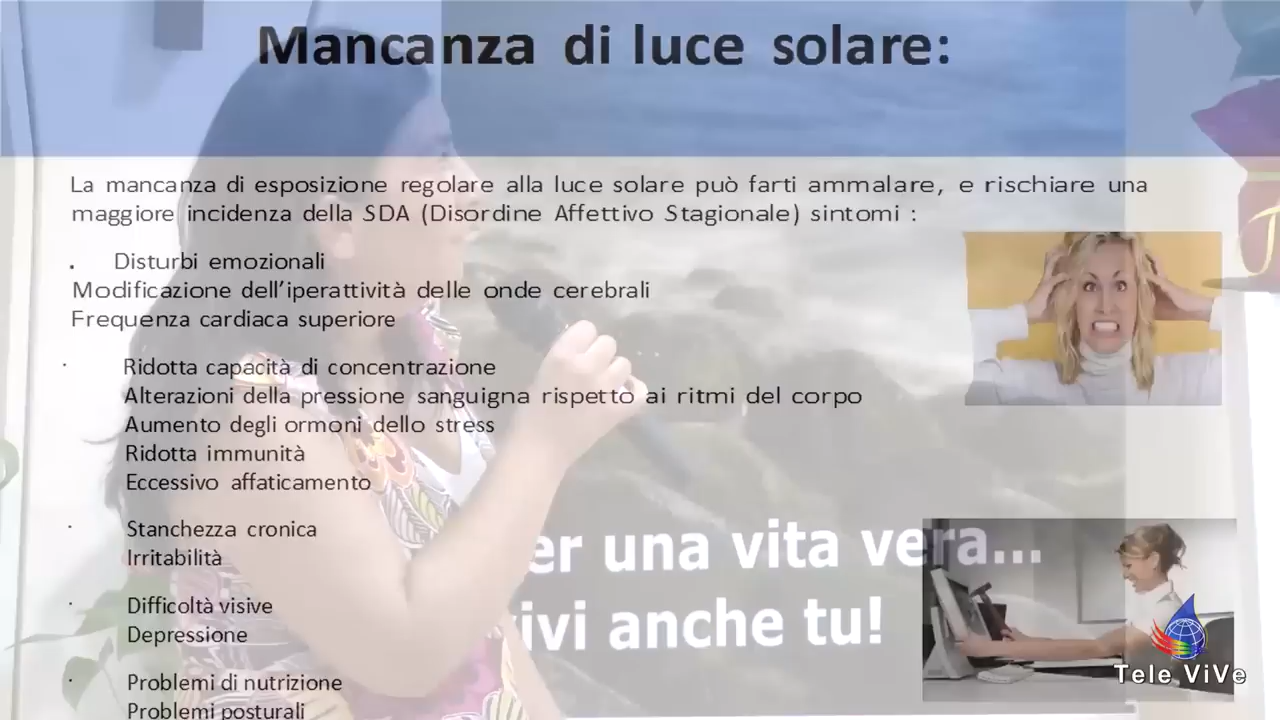 Mancanza di luce solare:
La mancanza di esposizione regolare alla luce solare può farti ammalare, e rischiare una
maggiore incidenza della SDA (Disordine Affettivo Stagionale) sintomi :
. Disturbi emozionali
Modificazione dell'iperattività delle onde cerebrali
Frequenza cardiaca superiore
· Ridotta capacità di concentrazione
Alterazioni della pressione sanguigna rispetto ai ritmi del corpo
Aumento degli ormoni dello stress
Ridotta immunità
Eccessivo affaticamento
· Stanchezza cronica
Irritabilità
· Difficoltà visive
Depressione
· Problemi di nutrizione
Problemi posturali
er una vita vera...
vivi anche tu!
Tele ViVe